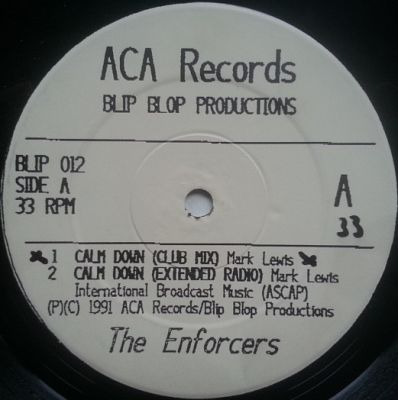 ACA Records
BLIP BLOP PRODUCTIONS
BLIP 012
SIDE A
33 RPM
A
33
1 CALM DOWN (CLUB MIX) Mark Lewis
2 CALM DOWN (EXTENDED RADIO) Mark Lewis
International Broadcast Music (ASCAP)
(P)(C) 1991 ACA Records/Blip Blop Productions
The Enforcers